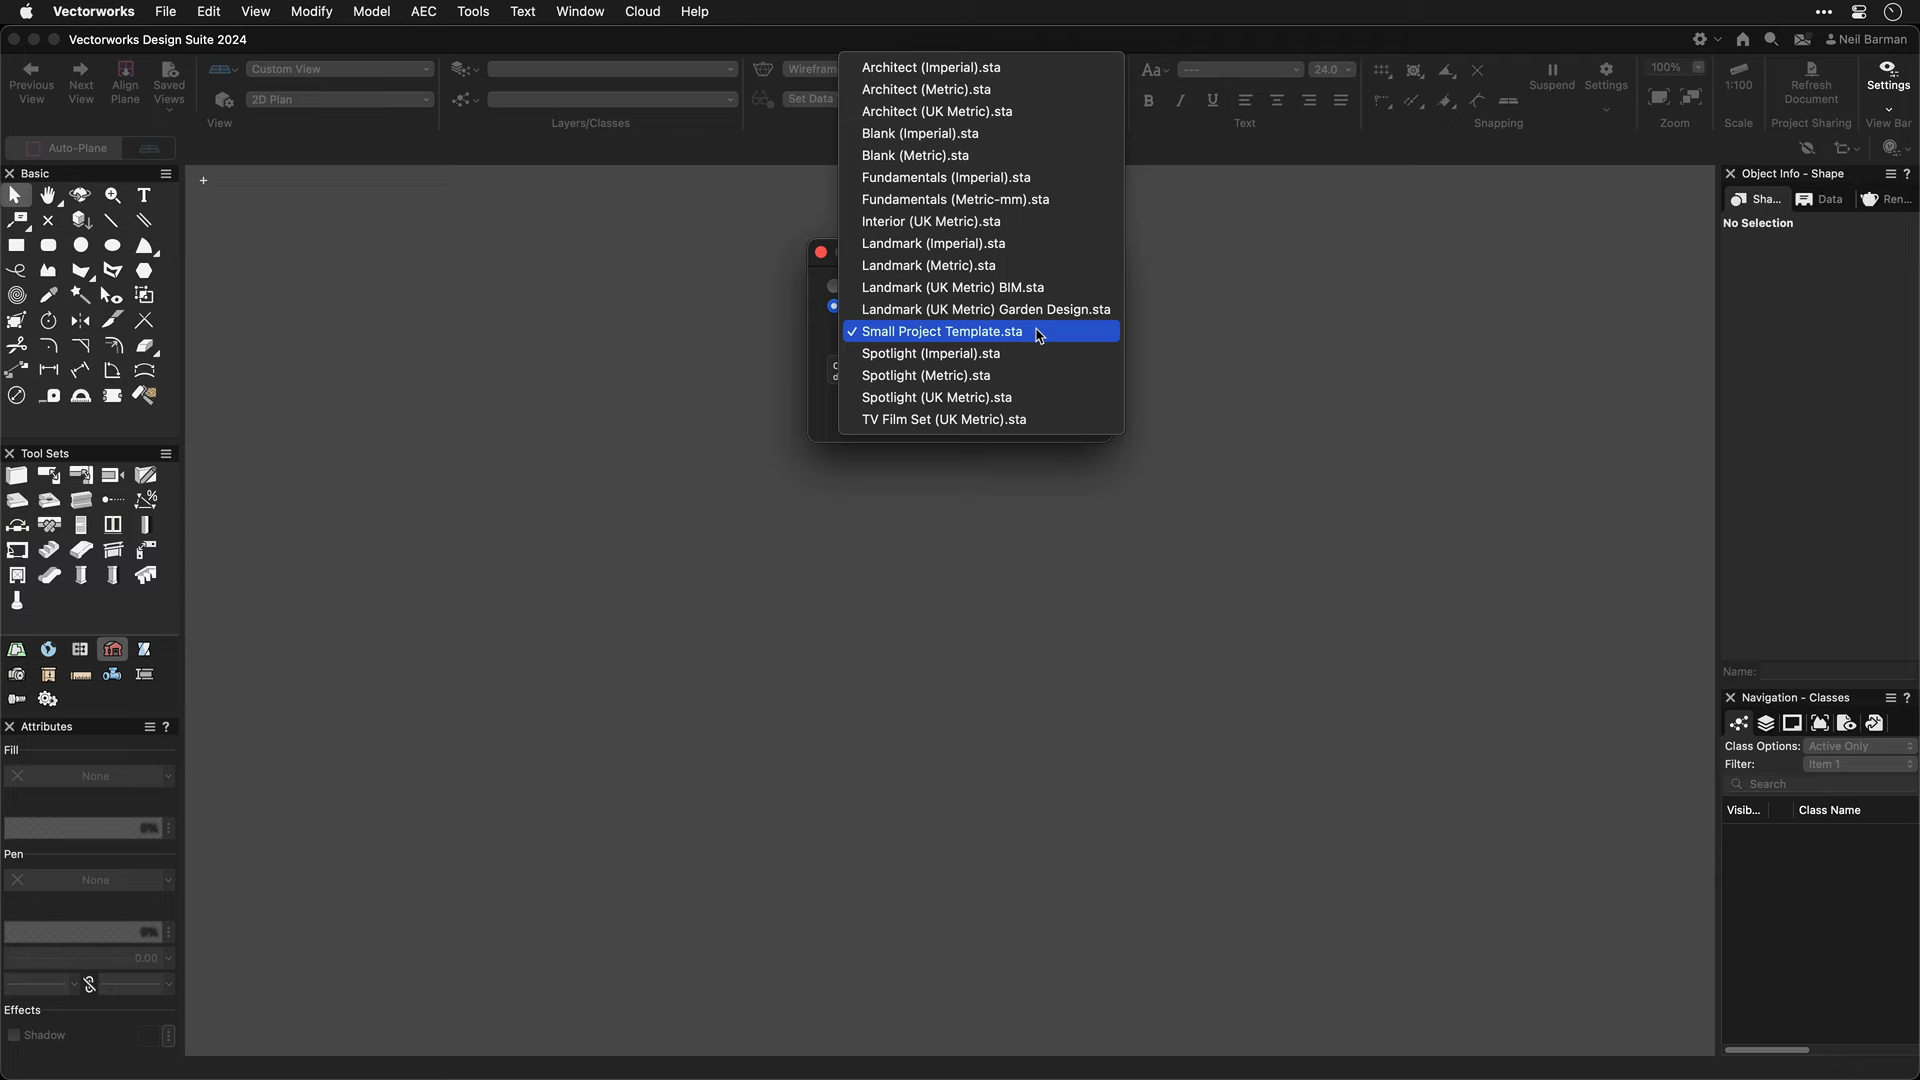 Vectorworks File Edit View Modify Model AEC Tools Text Window Cloud Help
Vectorworks Design Suite 2024
Neil Barman
Previous View
Next View
Align Plane
Saved Views
Custom View
2D Plan
View
Layers/Classes
Wirefram
Set Data
Aa
---
24.0
B I U
Text
Suspend
Settings
Snapping
100%
Zoom
1:100
Scale
Refresh Document
Project Sharing
Settings
View Bar
Auto-Plane
Architect (Imperial).sta
Architect (Metric).sta
Architect (UK Metric).sta
Blank (Imperial).sta
Blank (Metric).sta
Fundamentals (Imperial).sta
Fundamentals (Metric-mm).sta
Interior (UK Metric).sta
Landmark (Imperial).sta
Landmark (Metric).sta
Landmark (UK Metric) BIM.sta
Landmark (UK Metric) Garden Design.sta
Small Project Template.sta
Spotlight (Imperial).sta
Spotlight (Metric).sta
Spotlight (UK Metric).sta
TV Film Set (UK Metric).sta
Basic
Tool Sets
Attributes
?
Fill
None
0%
Pen
None
0%
0.00
Effects
Shadow
Object Info - Shape
?
Sha...
Data
Ren...
No Selection
Name:
Navigation - Classes
?
Class Options: Active Only
Filter: Item 1
Search
Visib...
Class Name